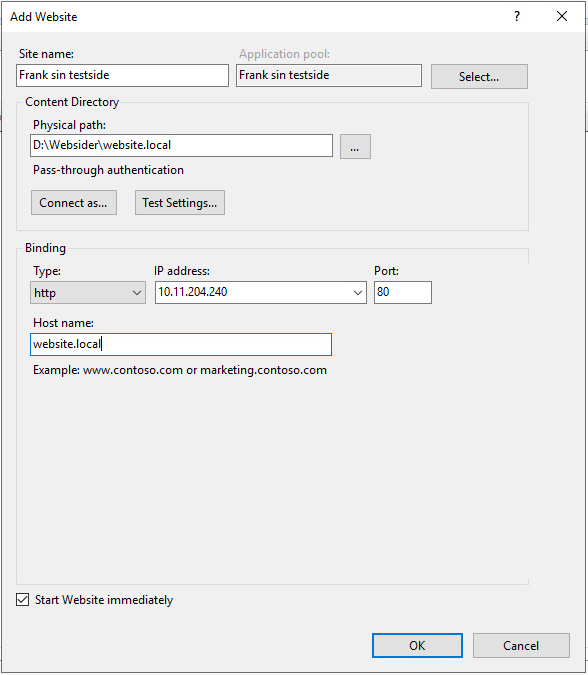 Add Website
?
Site name:
Application pool:
Frank sin testside
Frank sin testside
Select...
Content Directory
Physical path:
D:\Websider\website.local
...
Pass-through authentication
Connect as...
Test Settings...
Binding
Type:
IP address:
Port:
http
10.11.204.240
80
Host name:
website.local
Example: www.contoso.com or marketing.contoso.com
Start Website immediately
OK
Cancel